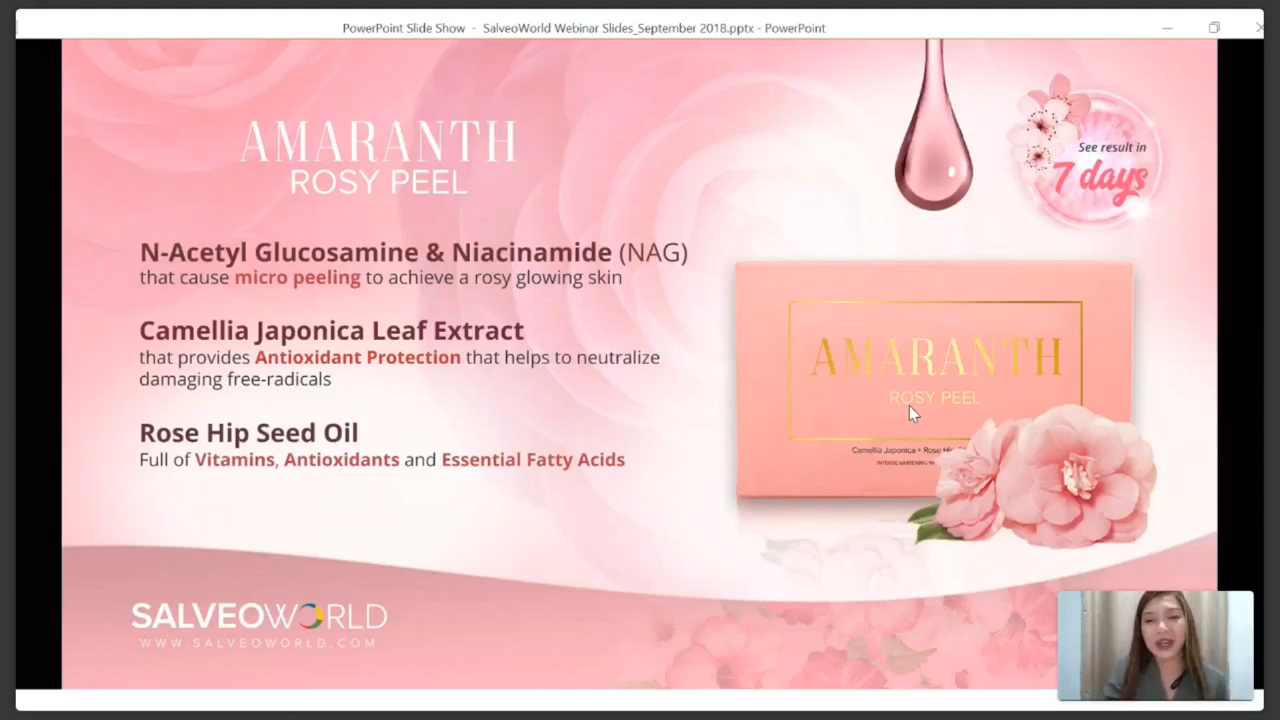 PowerPoint Slide Show - SalveoWorld Webinar Slides_September 2018.pptx - PowerPoint
AMARANTH
ROSY PEEL
See result in
7 days
N-Acetyl Glucosamine & Niacinamide (NAG)
that cause micro peeling to achieve a rosy glowing skin
Camellia Japonica Leaf Extract
that provides Antioxidant Protection that helps to neutralize
damaging free-radicals
Rose Hip Seed Oil
Full of Vitamins, Antioxidants and Essential Fatty Acids
AMARANTH
ROSY PEEL
Camellia Japonica + Rose Hip
INTENSE WHITENING
SALVEOWORLD
WWW.SALVEOWORLD.COM